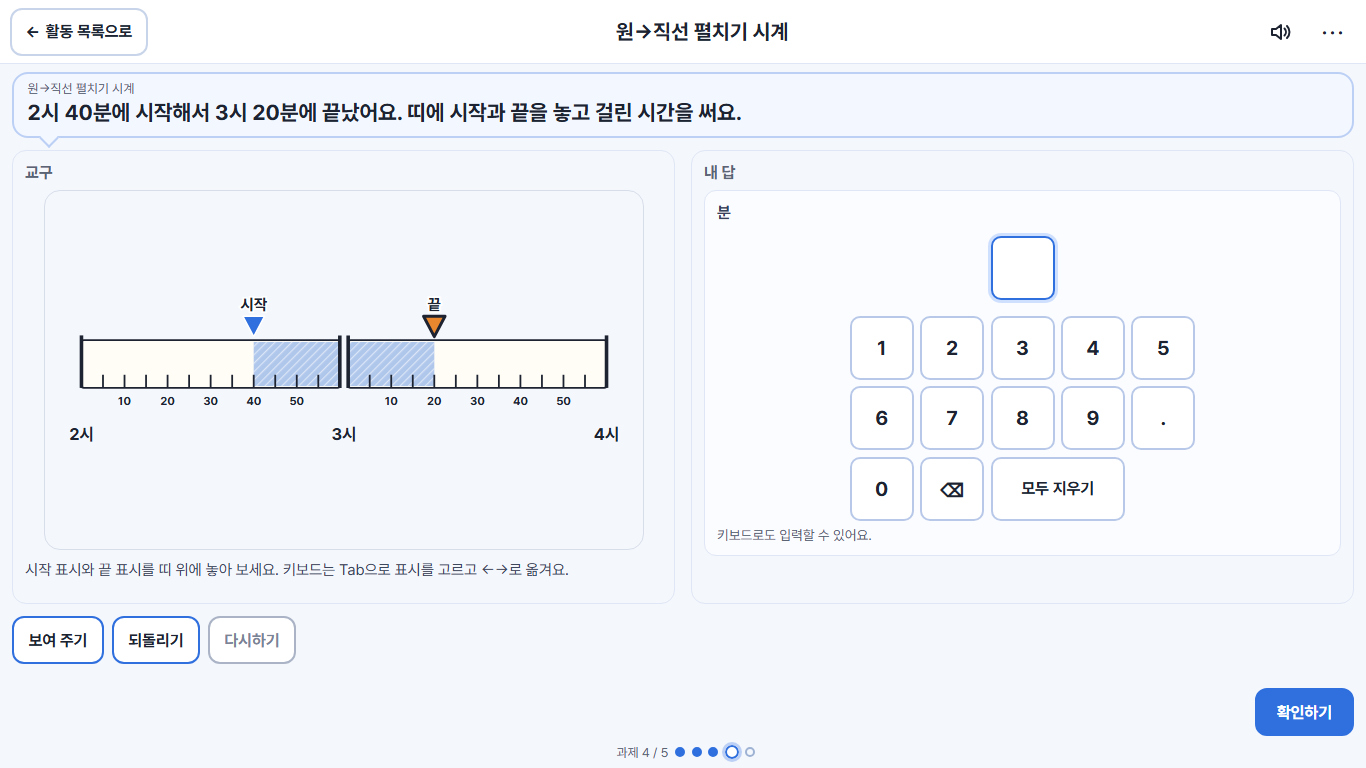 ← 활동 목록으로
원→직선 펼치기 시계
원→직선 펼치기 시계
2시 40분에 시작해서 3시 20분에 끝났어요. 띠에 시작과 끝을 놓고 걸린 시간을 써요.
교구
시작 끝
10 20 30 40 50 10 20 30 40 50
2시 3시 4시
시작 표시와 끝 표시를 띠 위에 놓아 보세요. 키보드는 Tab으로 표시를 고르고 ←→로 옮겨요.
내 답
분
1 2 3 4 5
6 7 8 9 .
0 ⌫ 모두 지우기
키보드로도 입력할 수 있어요.
보여 주기 되돌리기 다시하기
확인하기
과제 4 / 5